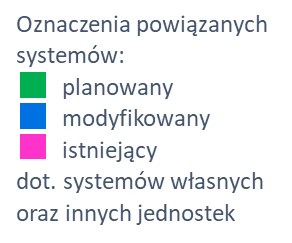 Oznaczenia powiązanych
systemów:
planowany
modyfikowany
istniejący
dot. systemów własnych
oraz innych jednostek